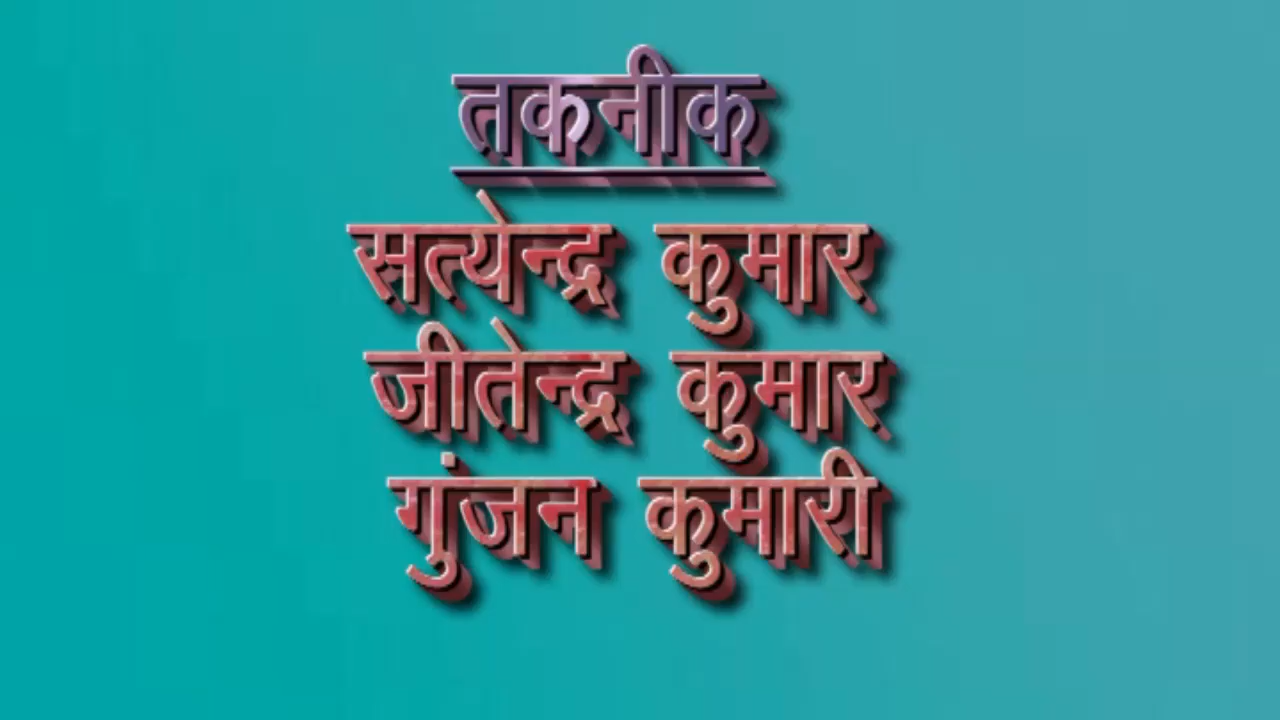 तकनीक
सत्येन्द्र कुमार
जीतेन्द्र कुमार
गुंजन कुमारी